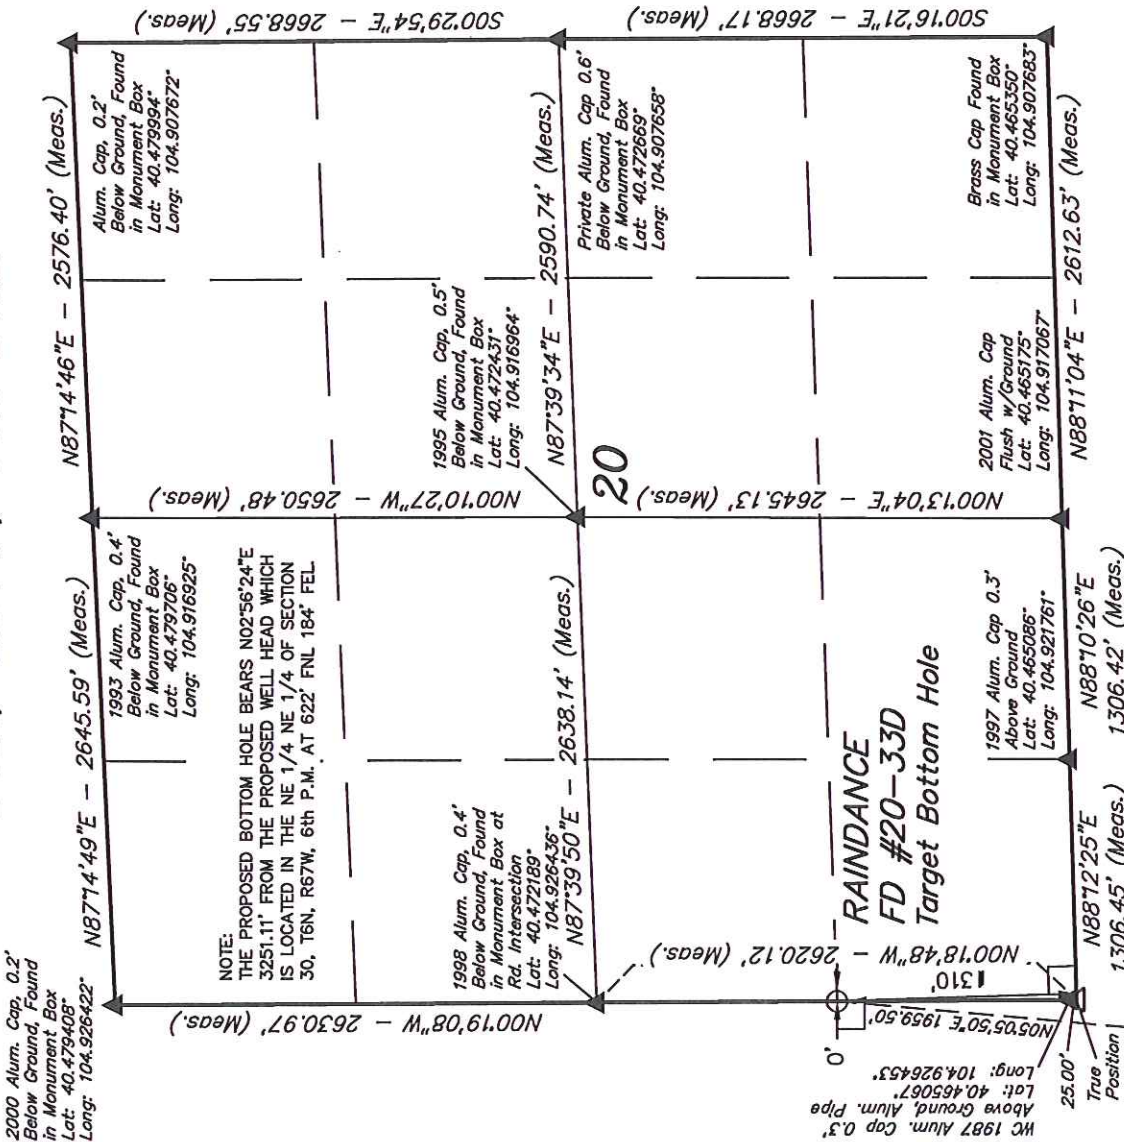 2000 Alum. Cap, 0.2'
Below Ground, Found
in Monument Box
Lat: 40.479408°
Long: 104.926422°
N87°14'49"E - 2645.59' (Meas.)
N87°14'46"E - 2576.40' (Meas.)
1993 Alum. Cap, 0.4'
Below Ground, Found
in Monument Box
Lat: 40.479706°
Long: 104.916925°
Alum. Cap, 0.2'
Below Ground, Found
in Monument Box
Lat: 40.479994°
Long: 104.907672°
S00°29'54"E - 2668.55' (Meas.)
N00°10'27"W - 2650.48' (Meas.)
N00°19'08"W - 2630.97' (Meas.)
NOTE:
THE PROPOSED BOTTOM HOLE BEARS N02°56'24"E
3251.11' FROM THE PROPOSED WELL HEAD WHICH
IS LOCATED IN THE NE 1/4 NE 1/4 OF SECTION
30, T6N, R67W, 6th P.M. AT 622' FNL 184' FEL.
1998 Alum. Cap, 0.4'
Below Ground, Found
in Monument Box at
Rd. Intersection
Lat: 40.472189°
Long: 104.926436°
1995 Alum. Cap, 0.5'
Below Ground, Found
in Monument Box
Lat: 40.472431°
Long: 104.916964°
Private Alum. Cap 0.6'
Below Ground, Found
in Monument Box
Lat: 40.472669°
Long: 104.907658°
N87°39'50"E - 2638.14' (Meas.)
N87°39'34"E - 2590.74' (Meas.)
20
S00°16'21"E - 2668.17' (Meas.)
N00°13'04"E - 2645.13' (Meas.)
N00°18'48"W - 2620.12' (Meas.)
RAINDANCE
FD #20-33D
Target Bottom Hole
0'
1310'
N05°05'50"E 1959.50'
WC 1987 Alum. Cap 0.3'
Above Ground, Alum. Pipe
Lat: 40.465067°
Long: 104.926453°
25.00'
True
Position
1997 Alum. Cap 0.3'
Above Ground
Lat: 40.465086°
Long: 104.921761°
2001 Alum. Cap
Flush w/Ground
Lat: 40.465175°
Long: 104.917067°
Brass Cap Found
in Monument Box
Lat: 40.465350°
Long: 104.907683°
N88°12'25"E
1306.45' (Meas.)
N88°10'26"E
1306.42' (Meas.)
N88°11'04"E - 2612.63' (Meas.)